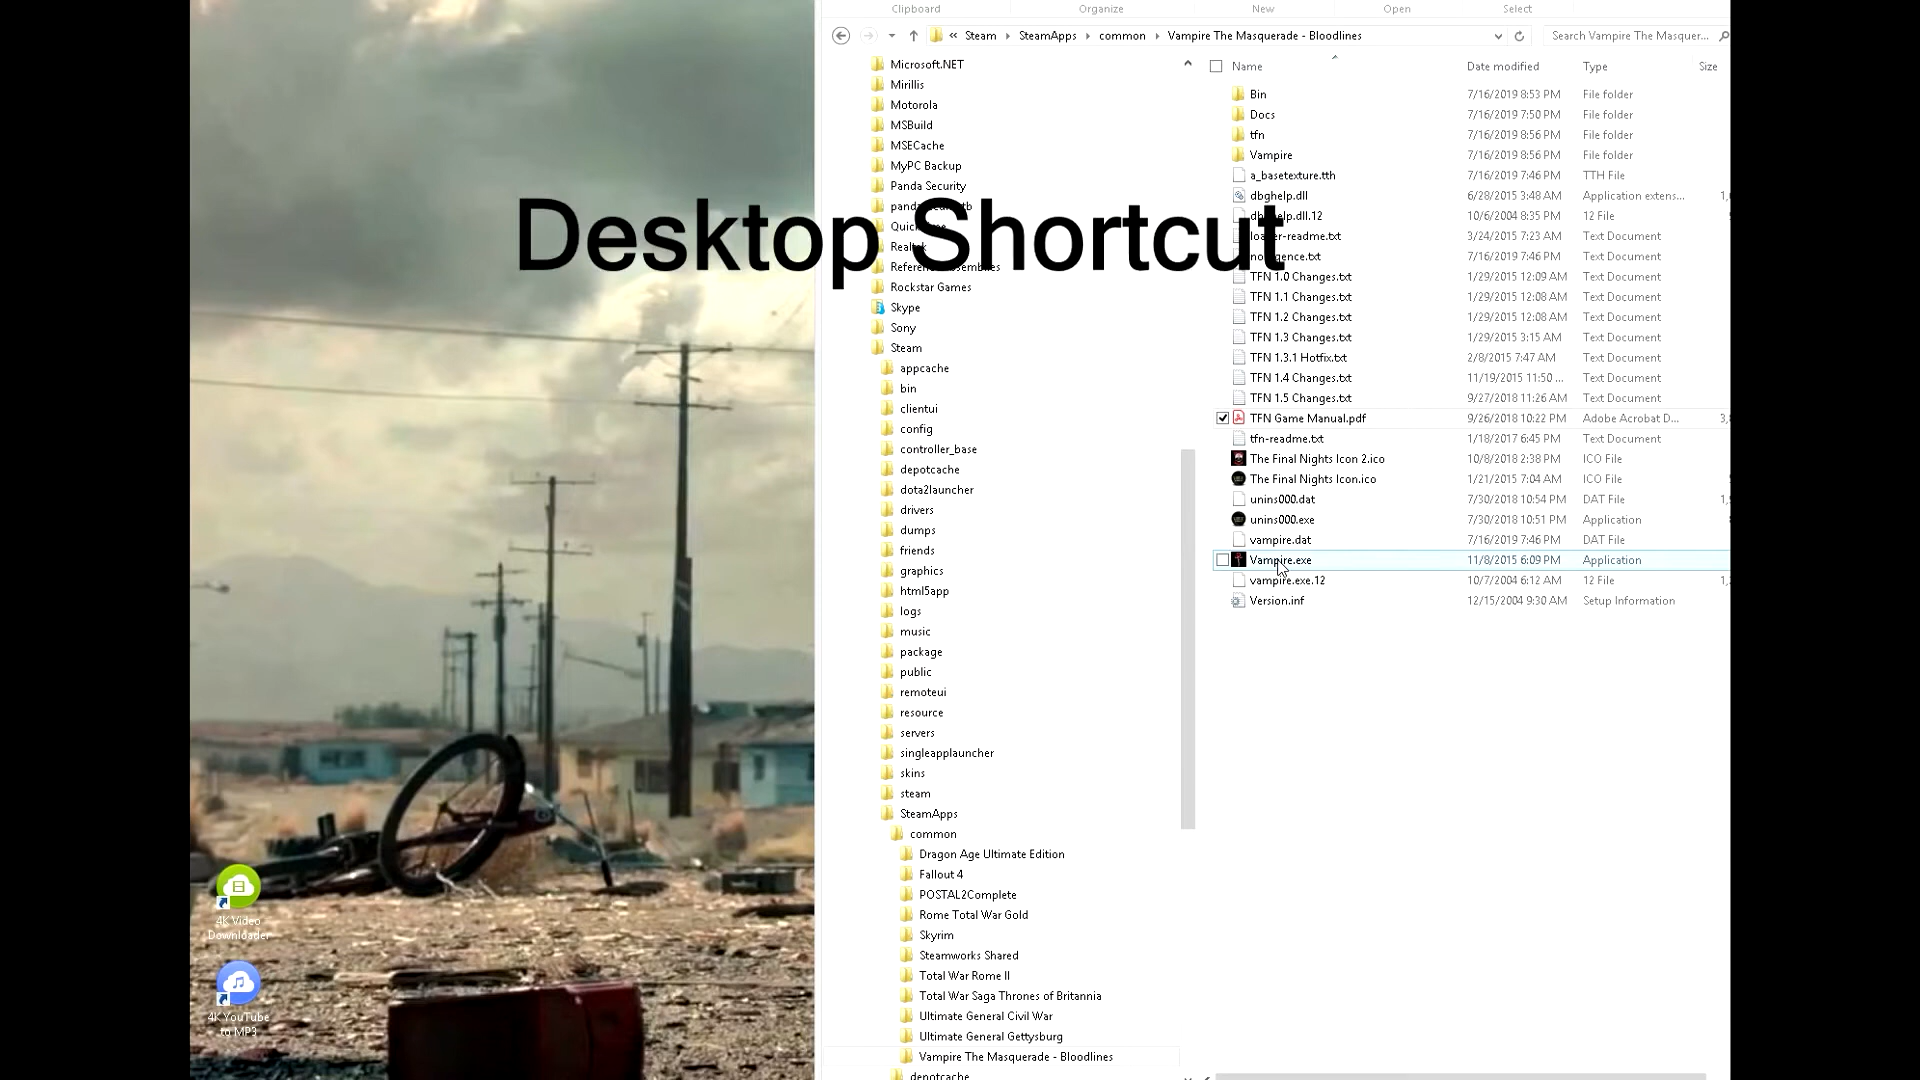 Clipboard
Organize
New
Open
Select
« Steam › SteamApps › common › Vampire The Masquerade - Bloodlines
Search Vampire The Masquer...
Microsoft.NET
Mirillis
Motorola
MSBuild
MSECache
MyPC Backup
Panda Security
Realtek
Reference Assemblies
Rockstar Games
Skype
Sony
Steam
appcache
bin
clientui
config
controller_base
depotcache
dota2launcher
drivers
dumps
friends
graphics
html5app
logs
music
package
public
remoteui
resource
servers
singleapplauncher
skins
steam
SteamApps
common
Dragon Age Ultimate Edition
Fallout 4
POSTAL2Complete
Rome Total War Gold
Skyrim
Steamworks Shared
Total War Rome II
Total War Saga Thrones of Britannia
Ultimate General Civil War
Ultimate General Gettysburg
Vampire The Masquerade - Bloodlines
depotcache
Name Date modified Type Size
Bin 7/16/2019 8:53 PM File folder
Docs 7/16/2019 7:50 PM File folder
tfn 7/16/2019 8:56 PM File folder
Vampire 7/16/2019 8:56 PM File folder
a_basetexture.tth 7/16/2019 7:46 PM TTH File
dbghelp.dll 6/28/2015 3:48 AM Application extens...
dbghelp.dll.12 10/6/2004 8:35 PM 12 File
loader-readme.txt 3/24/2015 7:23 AM Text Document
7/16/2019 7:46 PM Text Document
TFN 1.0 Changes.txt 1/29/2015 12:09 AM Text Document
TFN 1.1 Changes.txt 1/29/2015 12:08 AM Text Document
TFN 1.2 Changes.txt 1/29/2015 12:08 AM Text Document
TFN 1.3 Changes.txt 1/29/2015 3:15 AM Text Document
TFN 1.3.1 Hotfix.txt 2/8/2015 7:47 AM Text Document
TFN 1.4 Changes.txt 11/19/2015 11:50 ... Text Document
TFN 1.5 Changes.txt 9/27/2018 11:26 AM Text Document
TFN Game Manual.pdf 9/26/2018 10:22 PM Adobe Acrobat D... 3,
tfn-readme.txt 1/18/2017 6:45 PM Text Document
The Final Nights Icon 2.ico 10/8/2018 2:38 PM ICO File
The Final Nights Icon.ico 1/21/2015 7:04 AM ICO File
unins000.dat 7/30/2018 10:54 PM DAT File 1,
unins000.exe 7/30/2018 10:51 PM Application
vampire.dat 7/16/2019 7:46 PM DAT File
Vampire.exe 11/8/2015 6:09 PM Application
vampire.exe.12 10/7/2004 6:12 AM 12 File 1,
Version.inf 12/15/2004 9:30 AM Setup Information
Desktop Shortcut
4K Video
Downloader
4K YouTube
to MP3